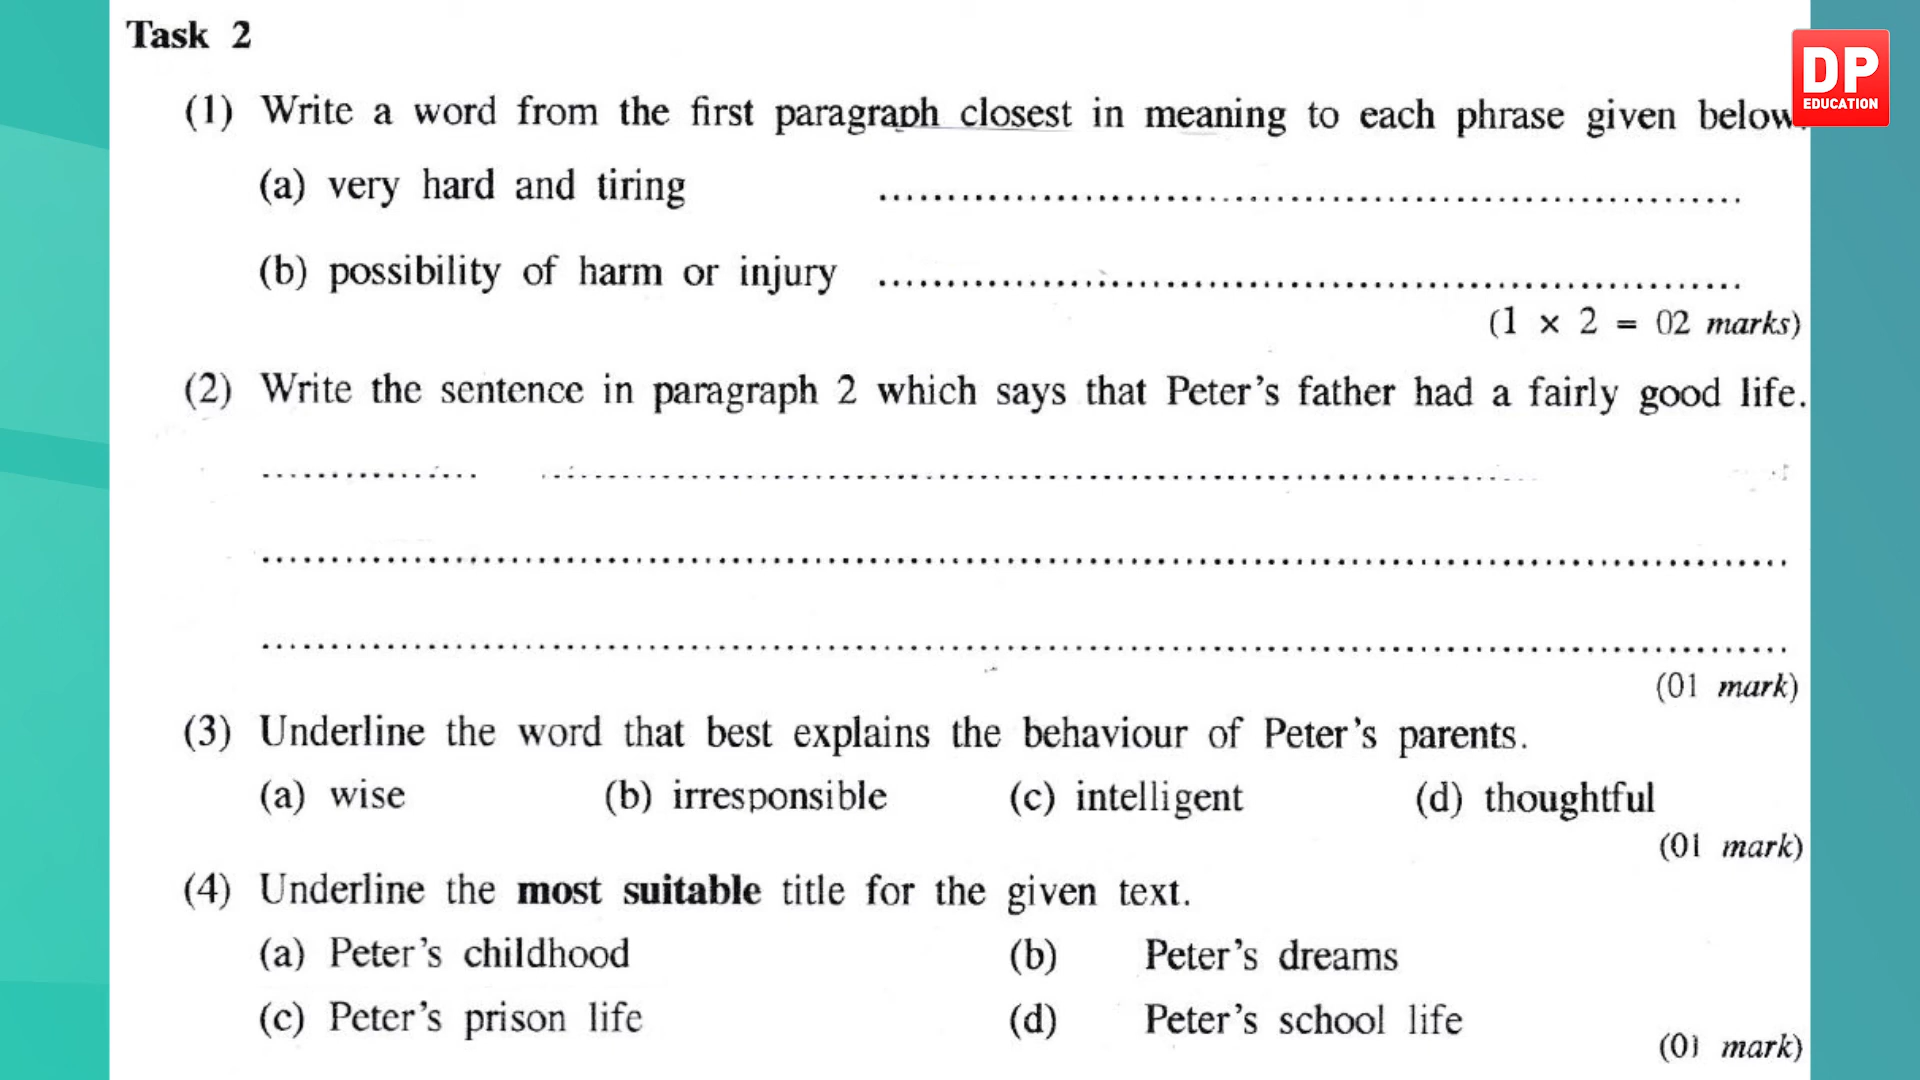 Task 2
DP
EDUCATION
(1) Write a word from the first paragraph closest in meaning to each phrase given below.
(a) very hard and tiring ..............................................................
(b) possibility of harm or injury ..............................................................
(1 × 2 = 02 marks)
(2) Write the sentence in paragraph 2 which says that Peter's father had a fairly good life.
................ ........................................................................
..............................................................................................................
..............................................................................................................
(01 mark)
(3) Underline the word that best explains the behaviour of Peter's parents.
(a) wise (b) irresponsible (c) intelligent (d) thoughtful
(01 mark)
(4) Underline the most suitable title for the given text.
(a) Peter's childhood (b) Peter's dreams
(c) Peter's prison life (d) Peter's school life
(01 mark)